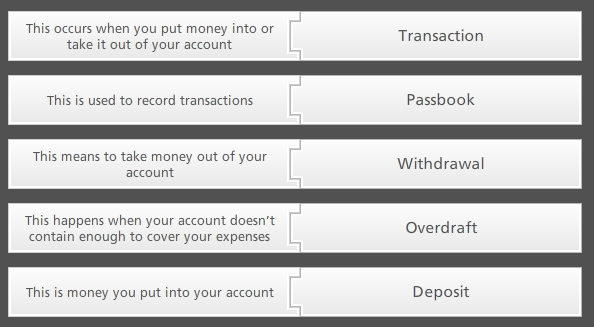 This occurs when you put money into or
take it out of your account
Transaction
This is used to record transactions
Passbook
This means to take money out of your
account
Withdrawal
This happens when your account doesn’t
contain enough to cover your expenses
Overdraft
This is money you put into your account
Deposit